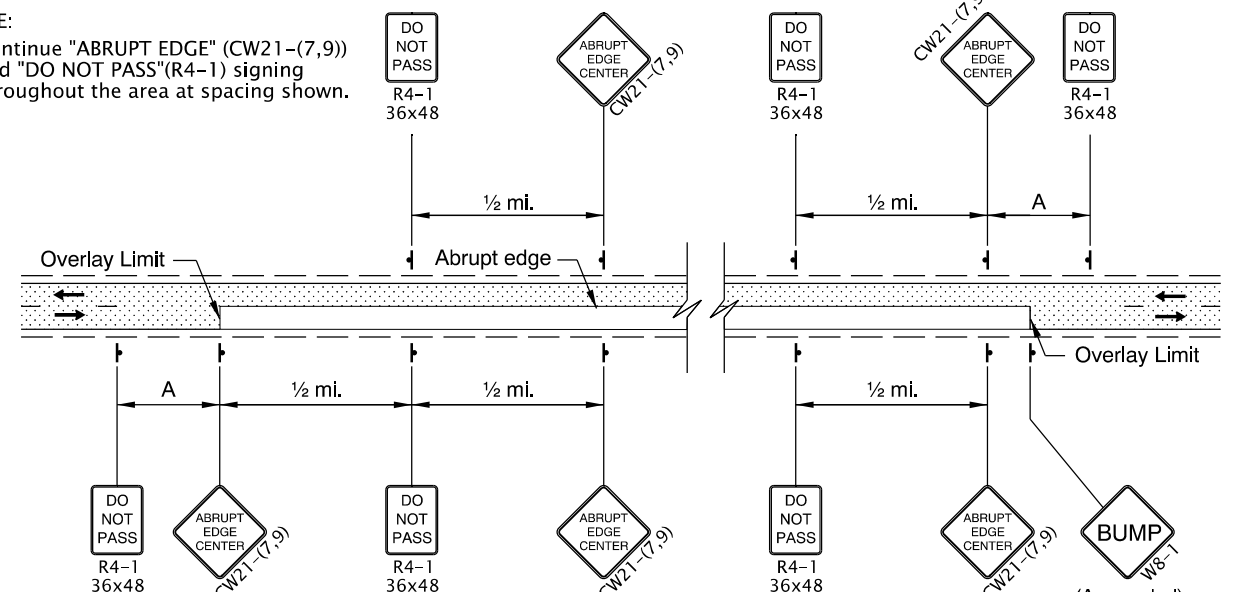 E:
ntinue "ABRUPT EDGE" (CW21-(7,9))
d "DO NOT PASS"(R4-1) signing
roughout the area at spacing shown.
DO
NOT
PASS
R4-1
36x48
ABRUPT
EDGE
CENTER
CW21-(7,9)
DO
NOT
PASS
R4-1
36x48
ABRUPT
EDGE
CENTER
CW21-(7,9)
DO
NOT
PASS
R4-1
36x48
½ mi.
½ mi.
A
Overlay Limit
Abrupt edge
Overlay Limit
A
½ mi.
½ mi.
½ mi.
DO
NOT
PASS
R4-1
36x48
ABRUPT
EDGE
CENTER
CW21-(7,9)
DO
NOT
PASS
R4-1
36x48
ABRUPT
EDGE
CENTER
CW21-(7,9)
DO
NOT
PASS
R4-1
36x48
ABRUPT
EDGE
CENTER
CW21-(7,9)
BUMP
W8-1